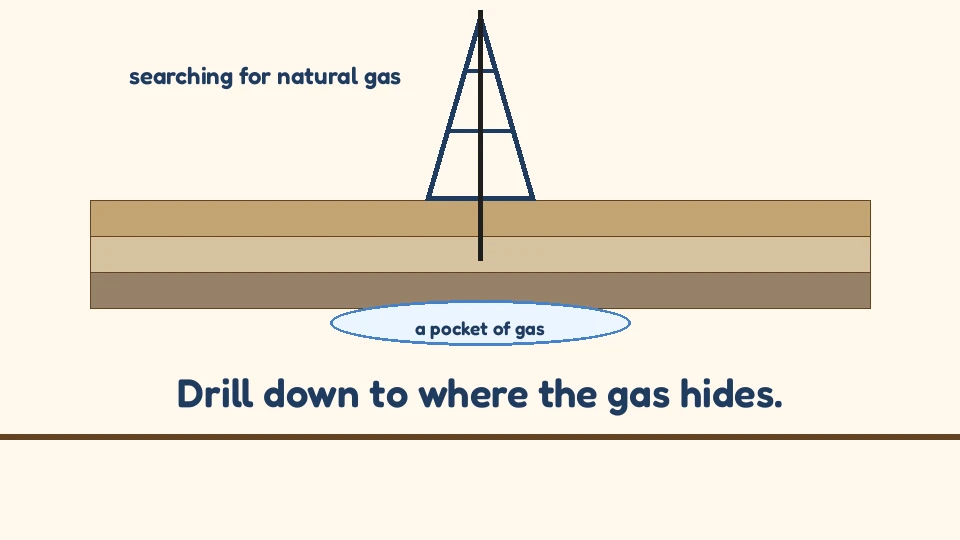 searching for natural gas
a pocket of gas
Drill down to where the gas hides.